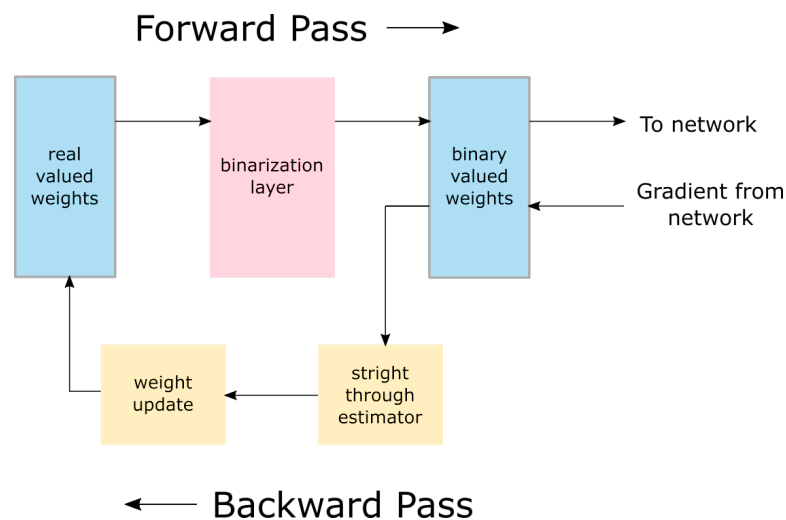 Forward Pass
real
valued
weights
binarization
layer
binary
valued
weights
To network
Gradient from
network
weight
update
stright
through
estimator
Backward Pass